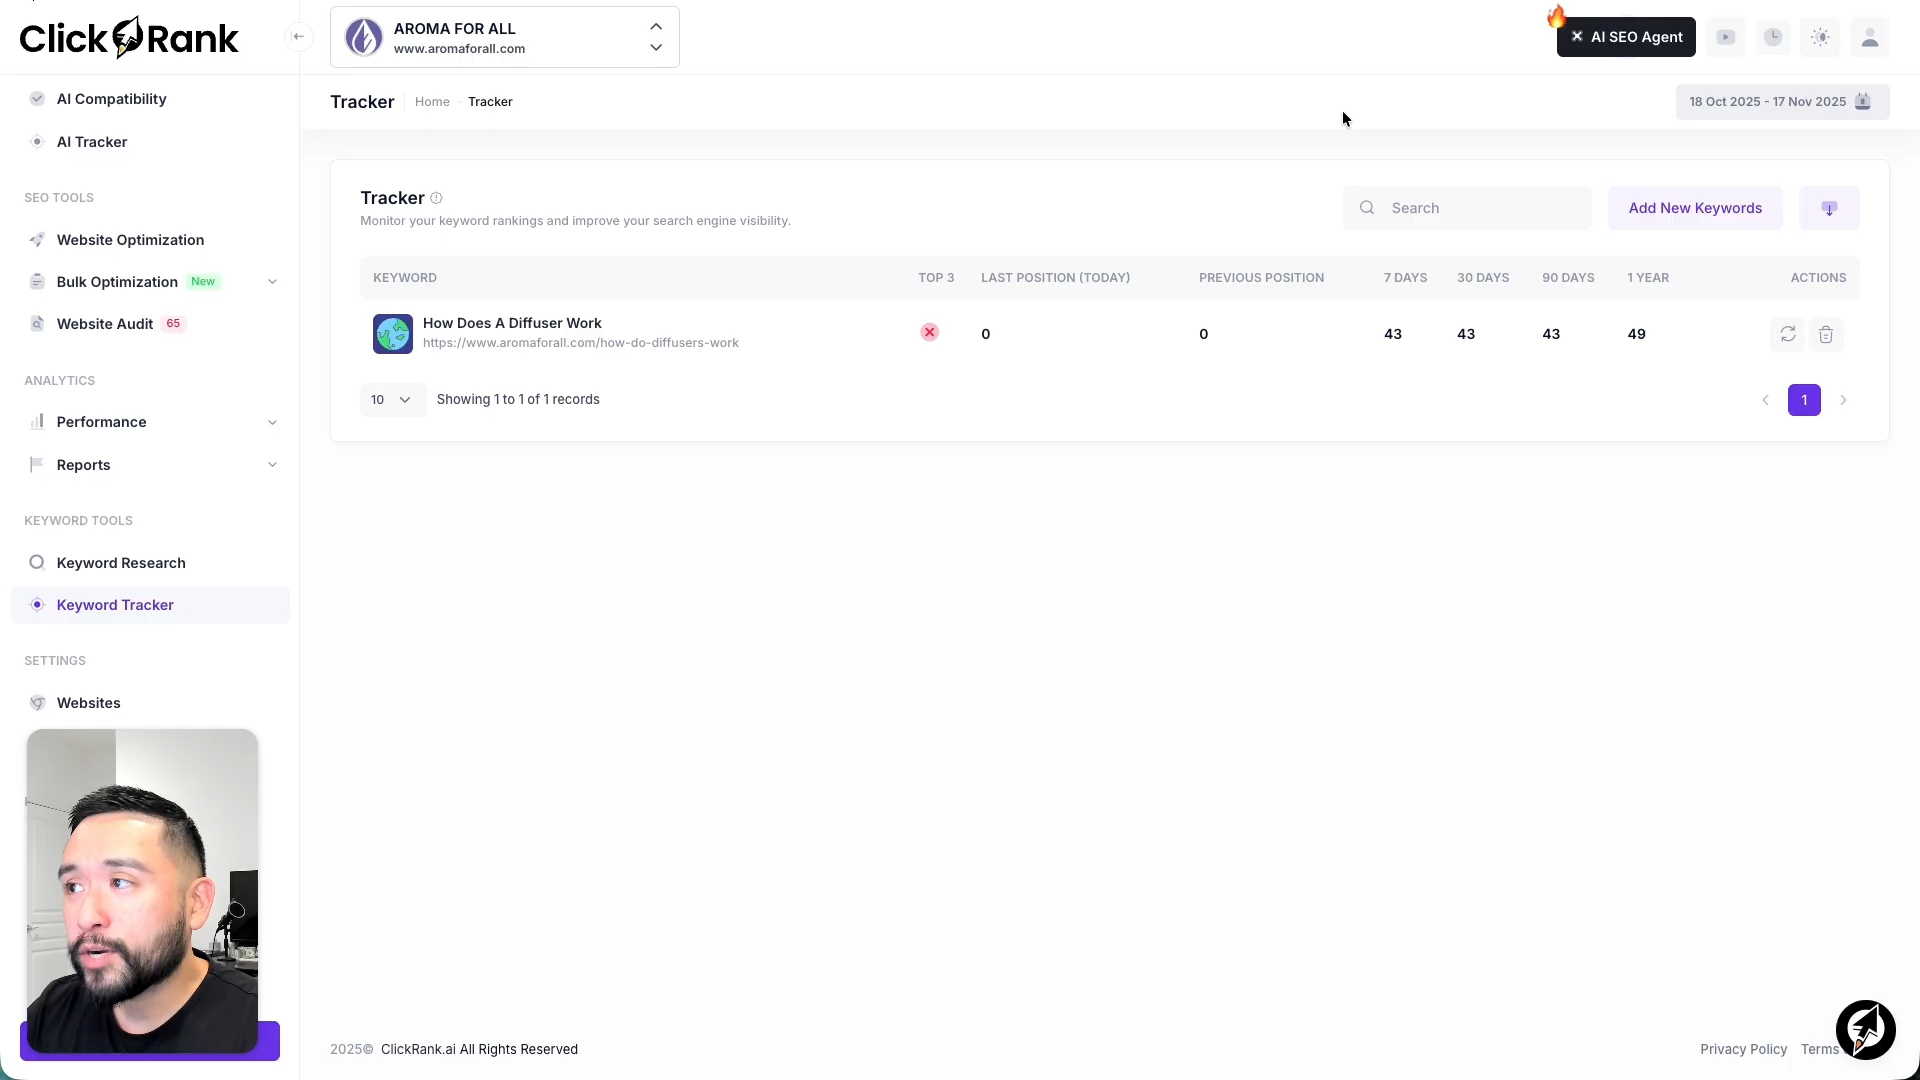 ClickRank
AROMA FOR ALL
www.aromaforall.com
AI SEO Agent
AI Compatibility
AI Tracker
SEO TOOLS
Website Optimization
Bulk Optimization New
Website Audit 65
ANALYTICS
Performance
Reports
KEYWORD TOOLS
Keyword Research
Keyword Tracker
SETTINGS
Websites
Tracker Home - Tracker
18 Oct 2025 - 17 Nov 2025
Tracker
Monitor your keyword rankings and improve your search engine visibility.
Search
Add New Keywords
KEYWORD TOP 3 LAST POSITION (TODAY) PREVIOUS POSITION 7 DAYS 30 DAYS 90 DAYS 1 YEAR ACTIONS
How Does A Diffuser Work
https://www.aromaforall.com/how-do-diffusers-work
0 0 43 43 43 49
10 Showing 1 to 1 of 1 records
1
2025© ClickRank.ai All Rights Reserved
Privacy Policy Terms